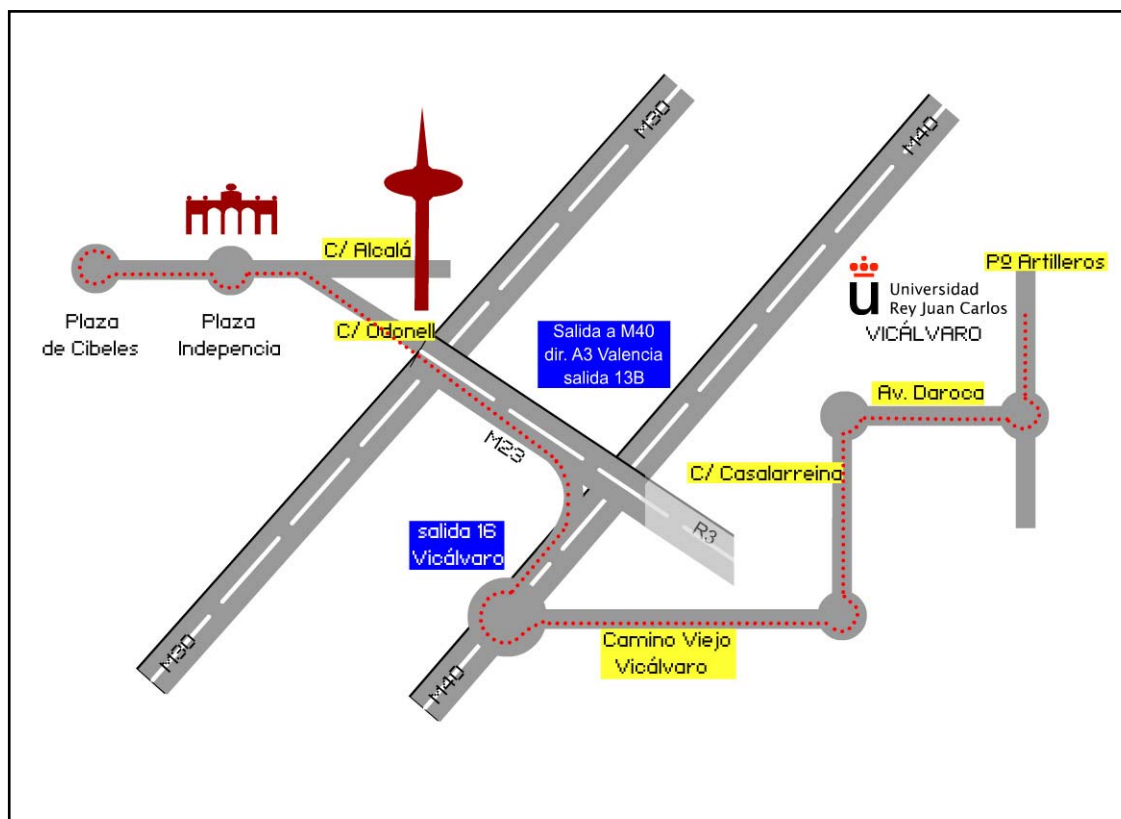 M30
M40
C/ Alcalá
Pº Artilleros
u
Universidad
Rey Juan Carlos
VICÁLVARO
Plaza
de Cibeles
Plaza
Indepencia
C/ Odonell
Salida a M40
dir. A3 Valencia
salida 13B
Av. Daroca
M23
C/ Casalarreina
salida 16
Vicálvaro
R3
Camino Viejo
Vicálvaro
M30
M40